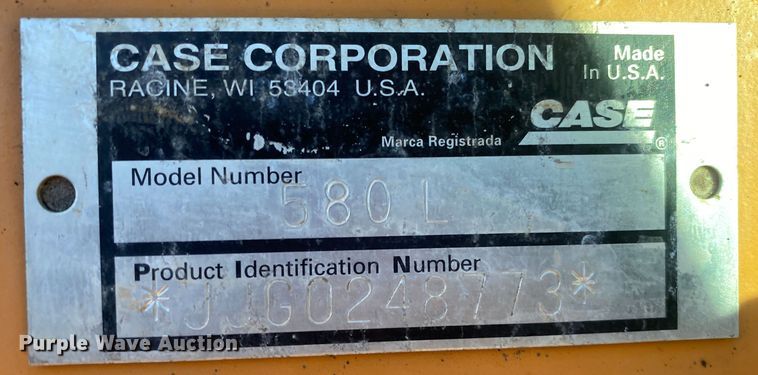 CASE CORPORATION
RACINE, WI 53404 U.S.A.
Made
In U.S.A.
CASE
Marca Registrada
®
Model Number
580 L
Product Identification Number
*JJG0248773*
Purple Wave Auction